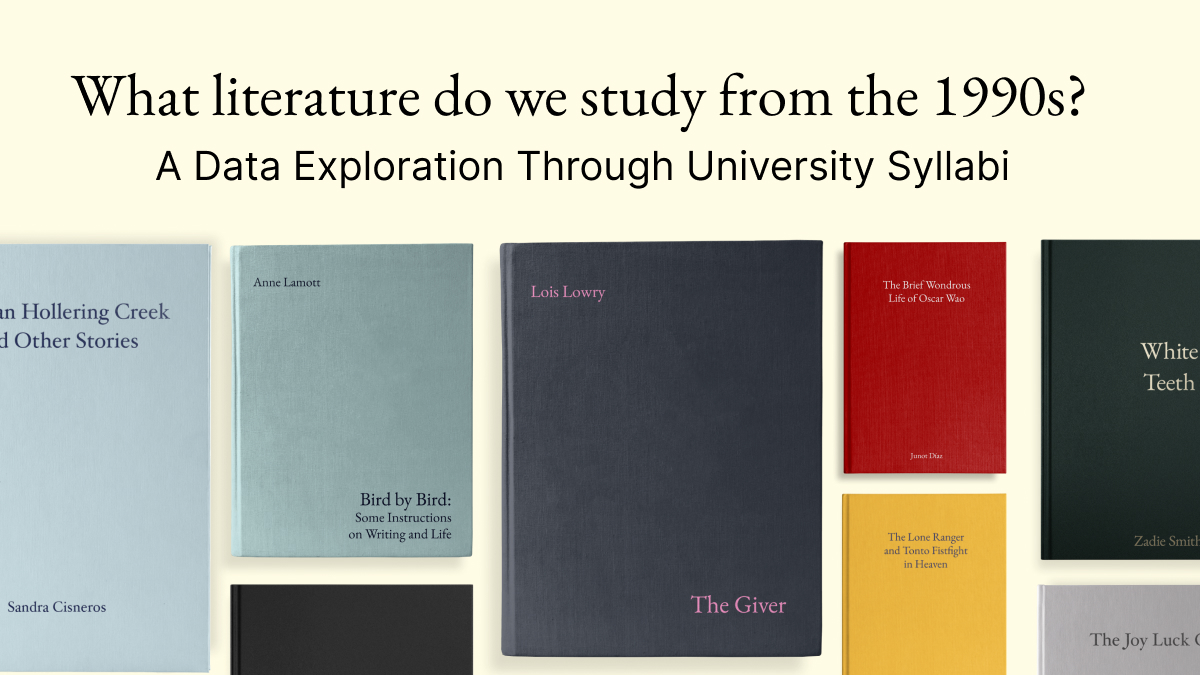 What literature do we study from the 1990s?
A Data Exploration Through University Syllabi
Hollering Creek
Other Stories
Sandra Cisneros
Anne Lamott
Bird by Bird:
Some Instructions
on Writing and Life
Lois Lowry
The Giver
The Brief Wondrous
Life of Oscar Wao
Junot Díaz
The Lone Ranger
and Tonto Fistfight
in Heaven
White
Teeth
Zadie Smith
The Joy Luck